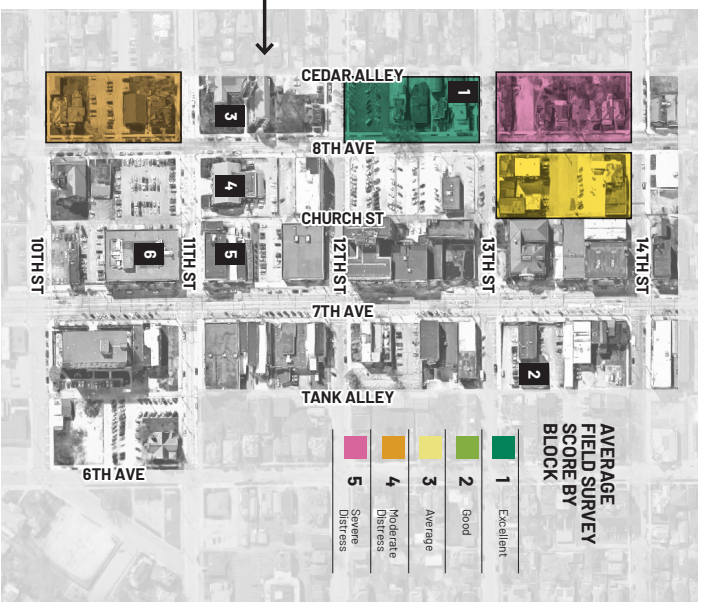 CEDAR ALLEY
1
3
8TH AVE
4
CHURCH ST
10TH ST
11TH ST
12TH ST
13TH ST
14TH ST
6
5
7TH AVE
2
TANK ALLEY
6TH AVE
AVERAGE
FIELD SURVEY
SCORE BY
BLOCK
1 Excellent
2 Good
3 Average
4 Moderate
Distress
5 Severe
Distress